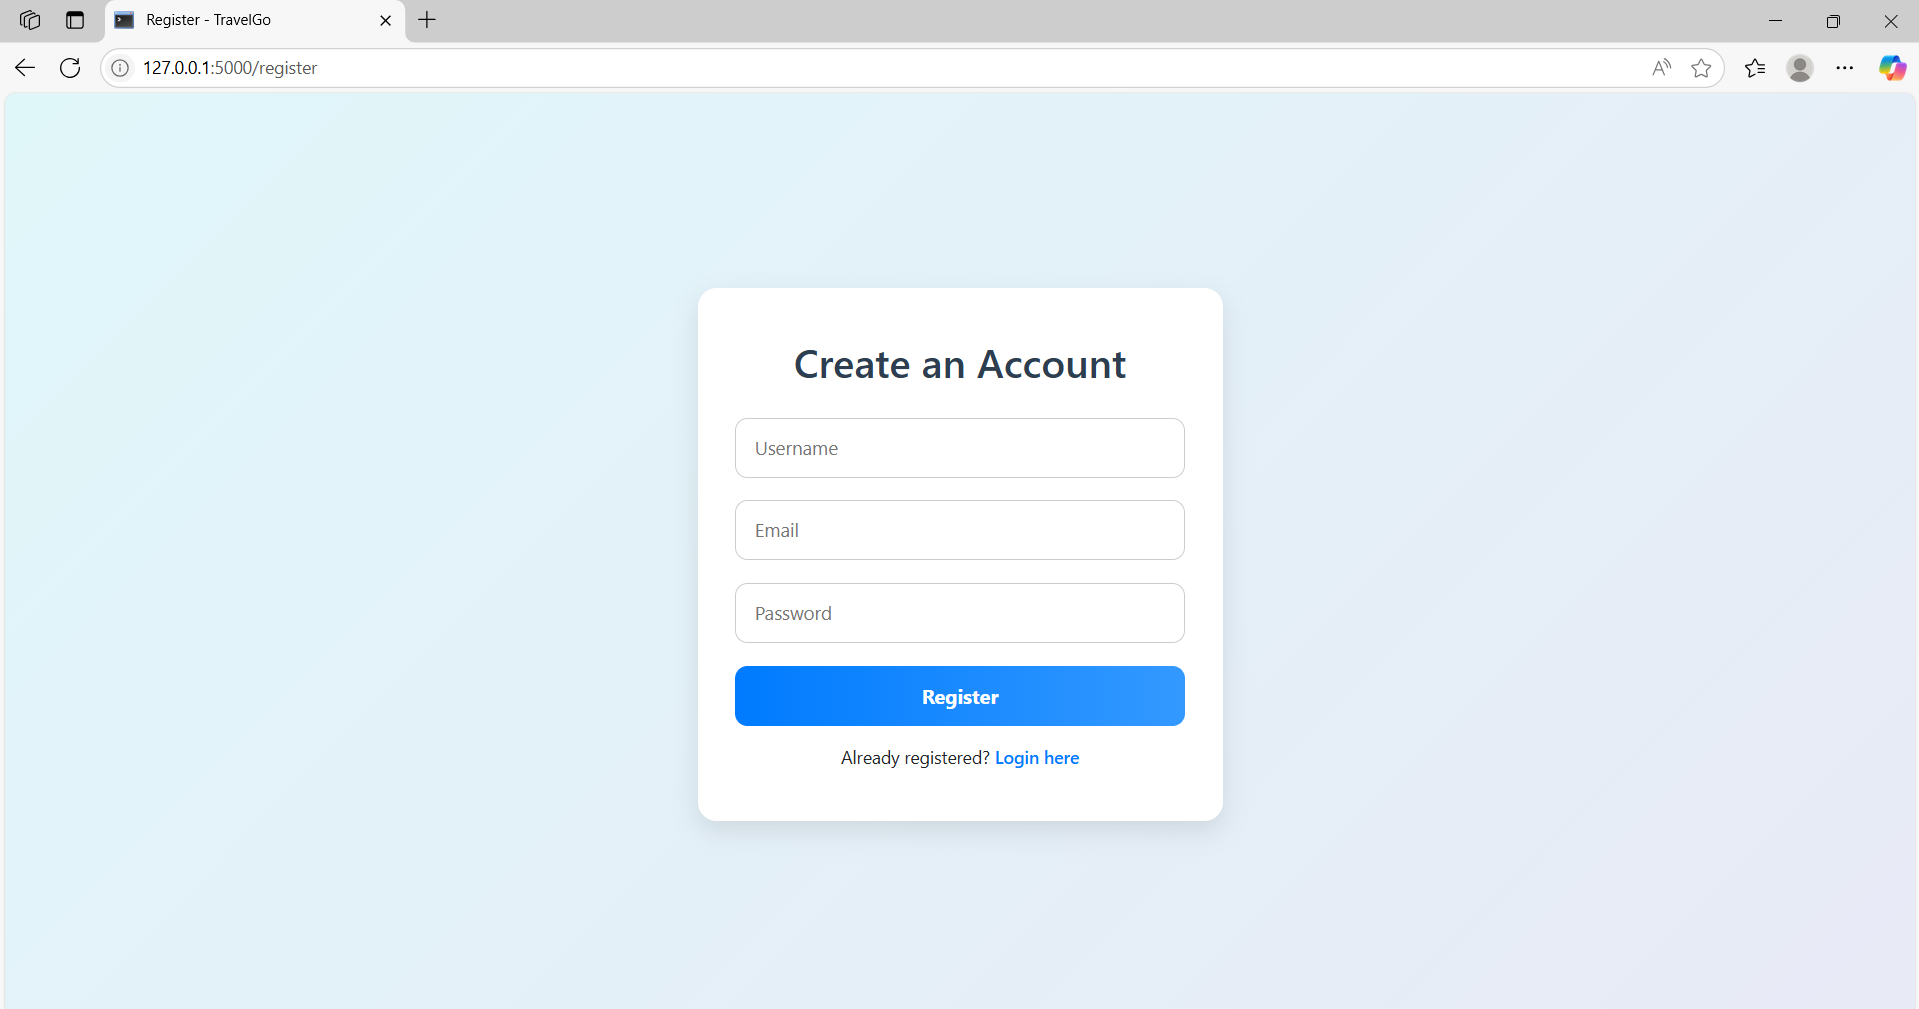 Register - TravelGo
127.0.0.1:5000/register
Create an Account
Username
Email
Password
Register
Already registered? Login here